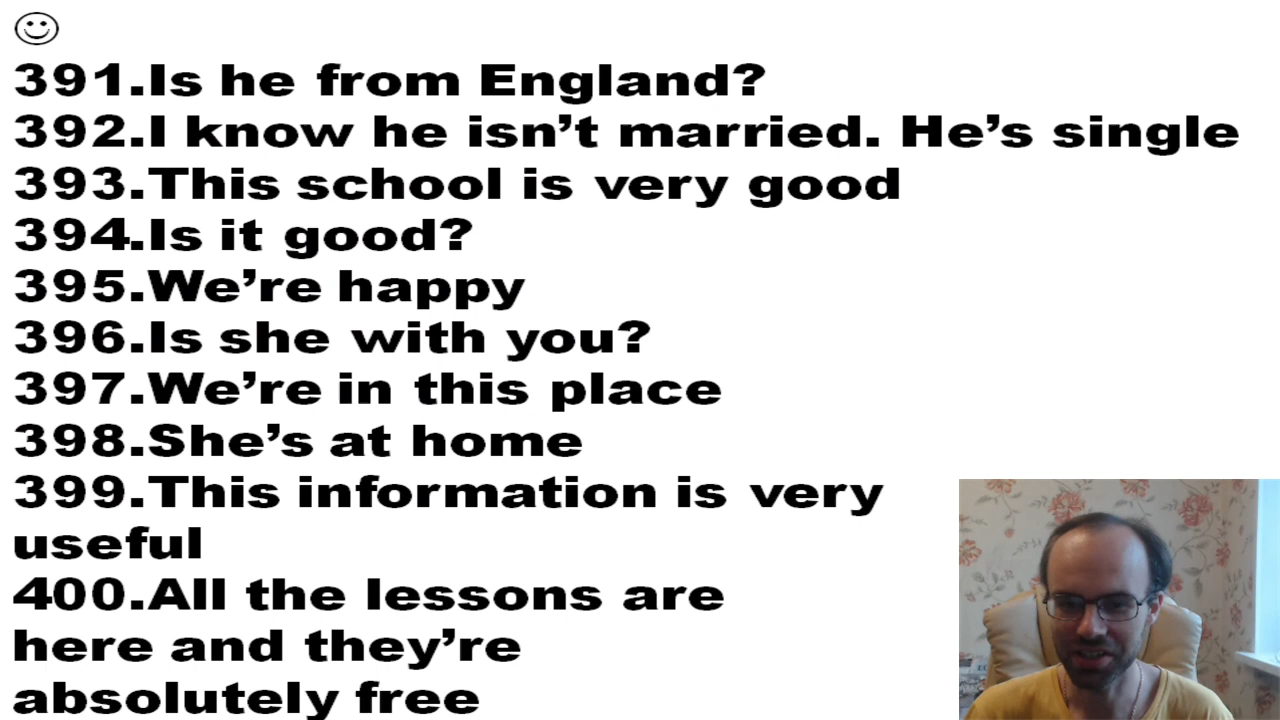 391.Is he from England?
392.I know he isn’t married. He’s single
393.This school is very good
394.Is it good?
395.We’re happy
396.Is she with you?
397.We’re in this place
398.She’s at home
399.This information is very
useful
400.All the lessons are
here and they’re
absolutely free